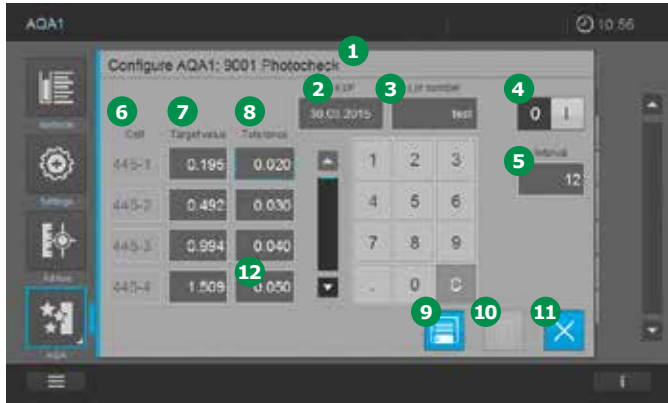 AQA1
10:56
1
Configure AQA1: 9001 Photocheck
2 3 4
Lot number
30.03.2015 test 0 I
6 7 8
Cell Target value Tolerance
5
Interval
12
445-1 0.195 0.020 1 2 3
445-2 0.492 0.030 4 5 6
Settings
445-3 0.994 0.040 7 8 9
12
445-4 1.509 0.050 . 0 C
9 10 11
AQA
i